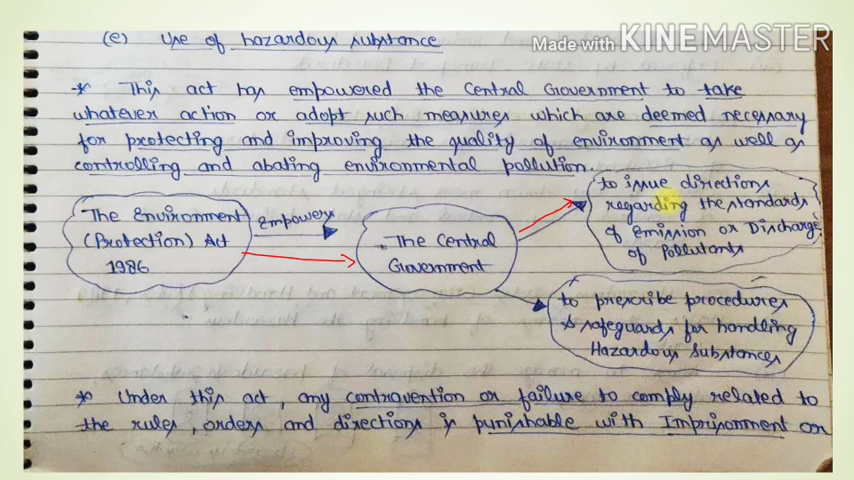 (e) Use of hazardous substance
Made with KINEMASTER
* This act has empowered the Central Government to take
whatever action or adopt such measures which are deemed necessary
for protecting and improving the quality of environment as well as
controlling and abating environmental pollution.
The Environment
(Protection) Act
1986
Empowers
The Central
Government
to issue directions
regarding the standards
of Emission or Discharge
of Pollutants
to prescribe procedures
& safeguards for handling
Hazardous Substances
* Under this act, any contravention or failure to comply related to
the rules, orders and directions is punishable with Imprisonment or